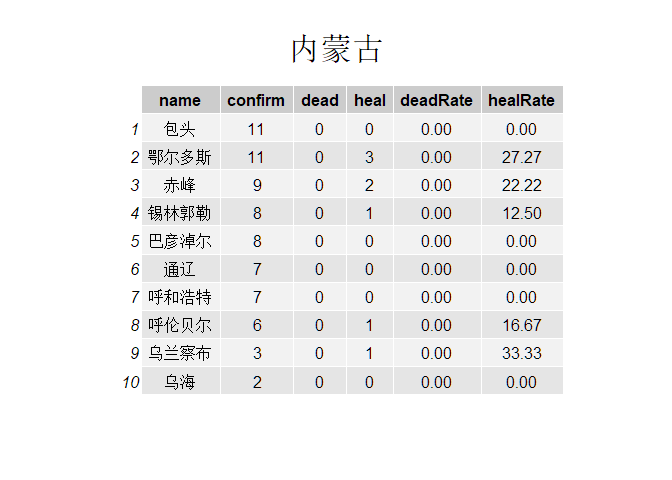 内蒙古
name confirm dead heal deadRate healRate
1 包头 11 0 0 0.00 0.00
2 鄂尔多斯 11 0 3 0.00 27.27
3 赤峰 9 0 2 0.00 22.22
4 锡林郭勒 8 0 1 0.00 12.50
5 巴彦淖尔 8 0 0 0.00 0.00
6 通辽 7 0 0 0.00 0.00
7 呼和浩特 7 0 0 0.00 0.00
8 呼伦贝尔 6 0 1 0.00 16.67
9 乌兰察布 3 0 1 0.00 33.33
10 乌海 2 0 0 0.00 0.00